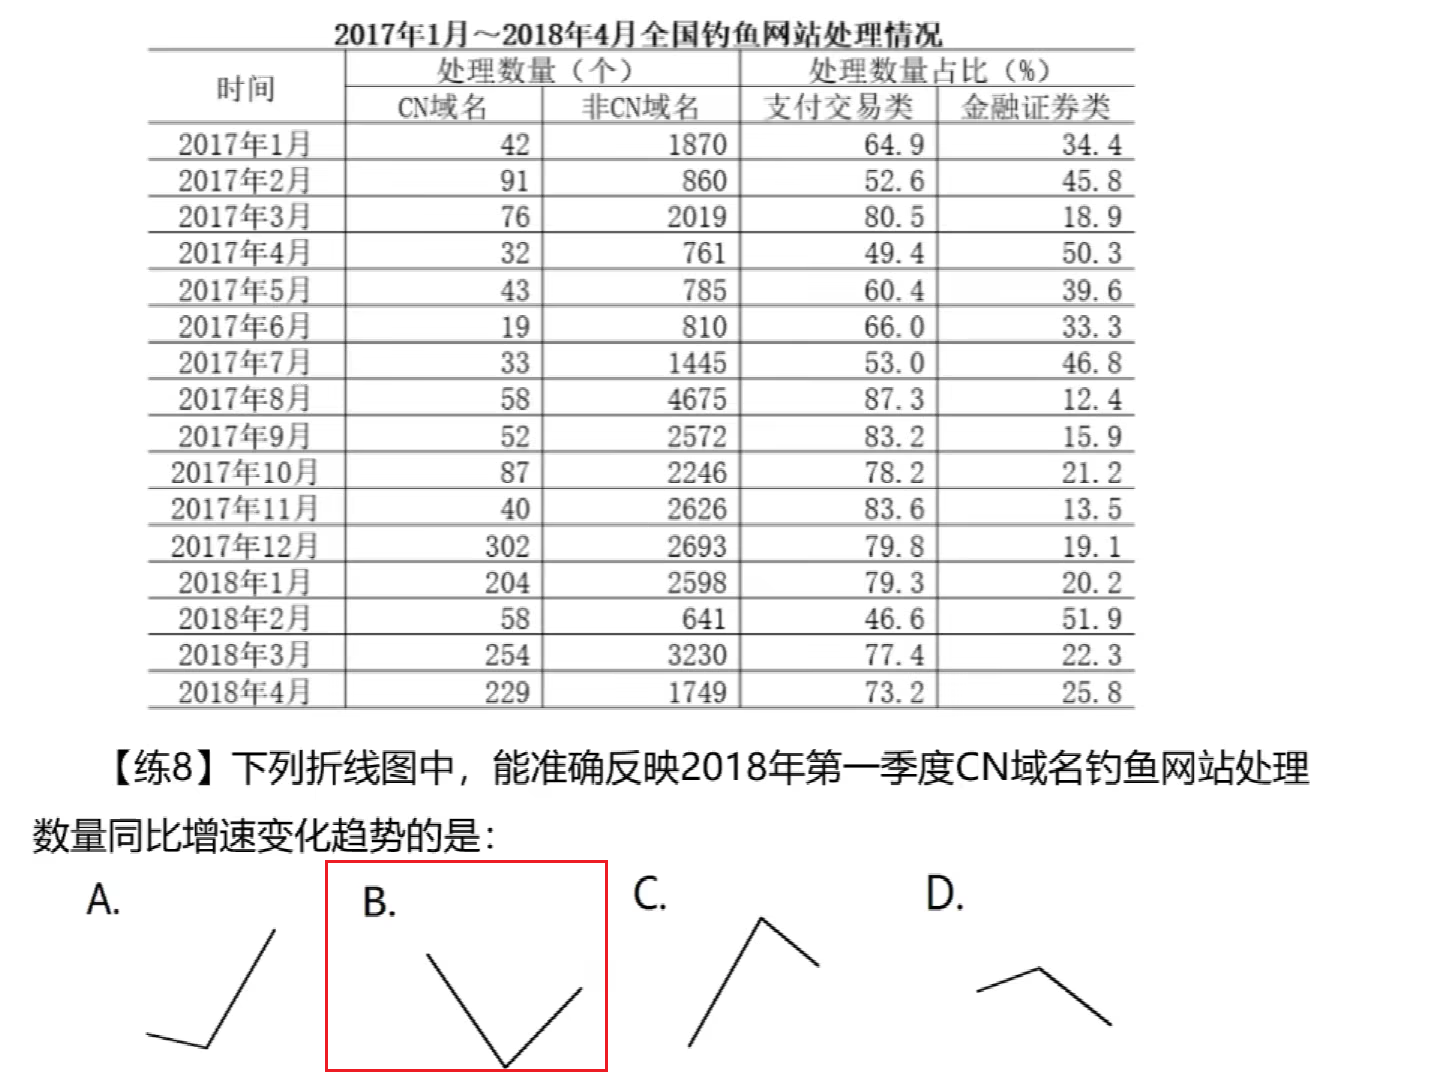 2017年1月～2018年4月全国钓鱼网站处理情况
时间 处理数量（个） 处理数量占比（%）
CN域名 非CN域名 支付交易类 金融证券类
2017年1月 42 1870 64.9 34.4
2017年2月 91 860 52.6 45.8
2017年3月 76 2019 80.5 18.9
2017年4月 32 761 49.4 50.3
2017年5月 43 785 60.4 39.6
2017年6月 19 810 66.0 33.3
2017年7月 33 1445 53.0 46.8
2017年8月 58 4675 87.3 12.4
2017年9月 52 2572 83.2 15.9
2017年10月 87 2246 78.2 21.2
2017年11月 40 2626 83.6 13.5
2017年12月 302 2693 79.8 19.1
2018年1月 204 2598 79.3 20.2
2018年2月 58 641 46.6 51.9
2018年3月 254 3230 77.4 22.3
2018年4月 229 1749 73.2 25.8
【练8】下列折线图中，能准确反映2018年第一季度CN域名钓鱼网站处理
数量同比增速变化趋势的是：
A. B. C. D.